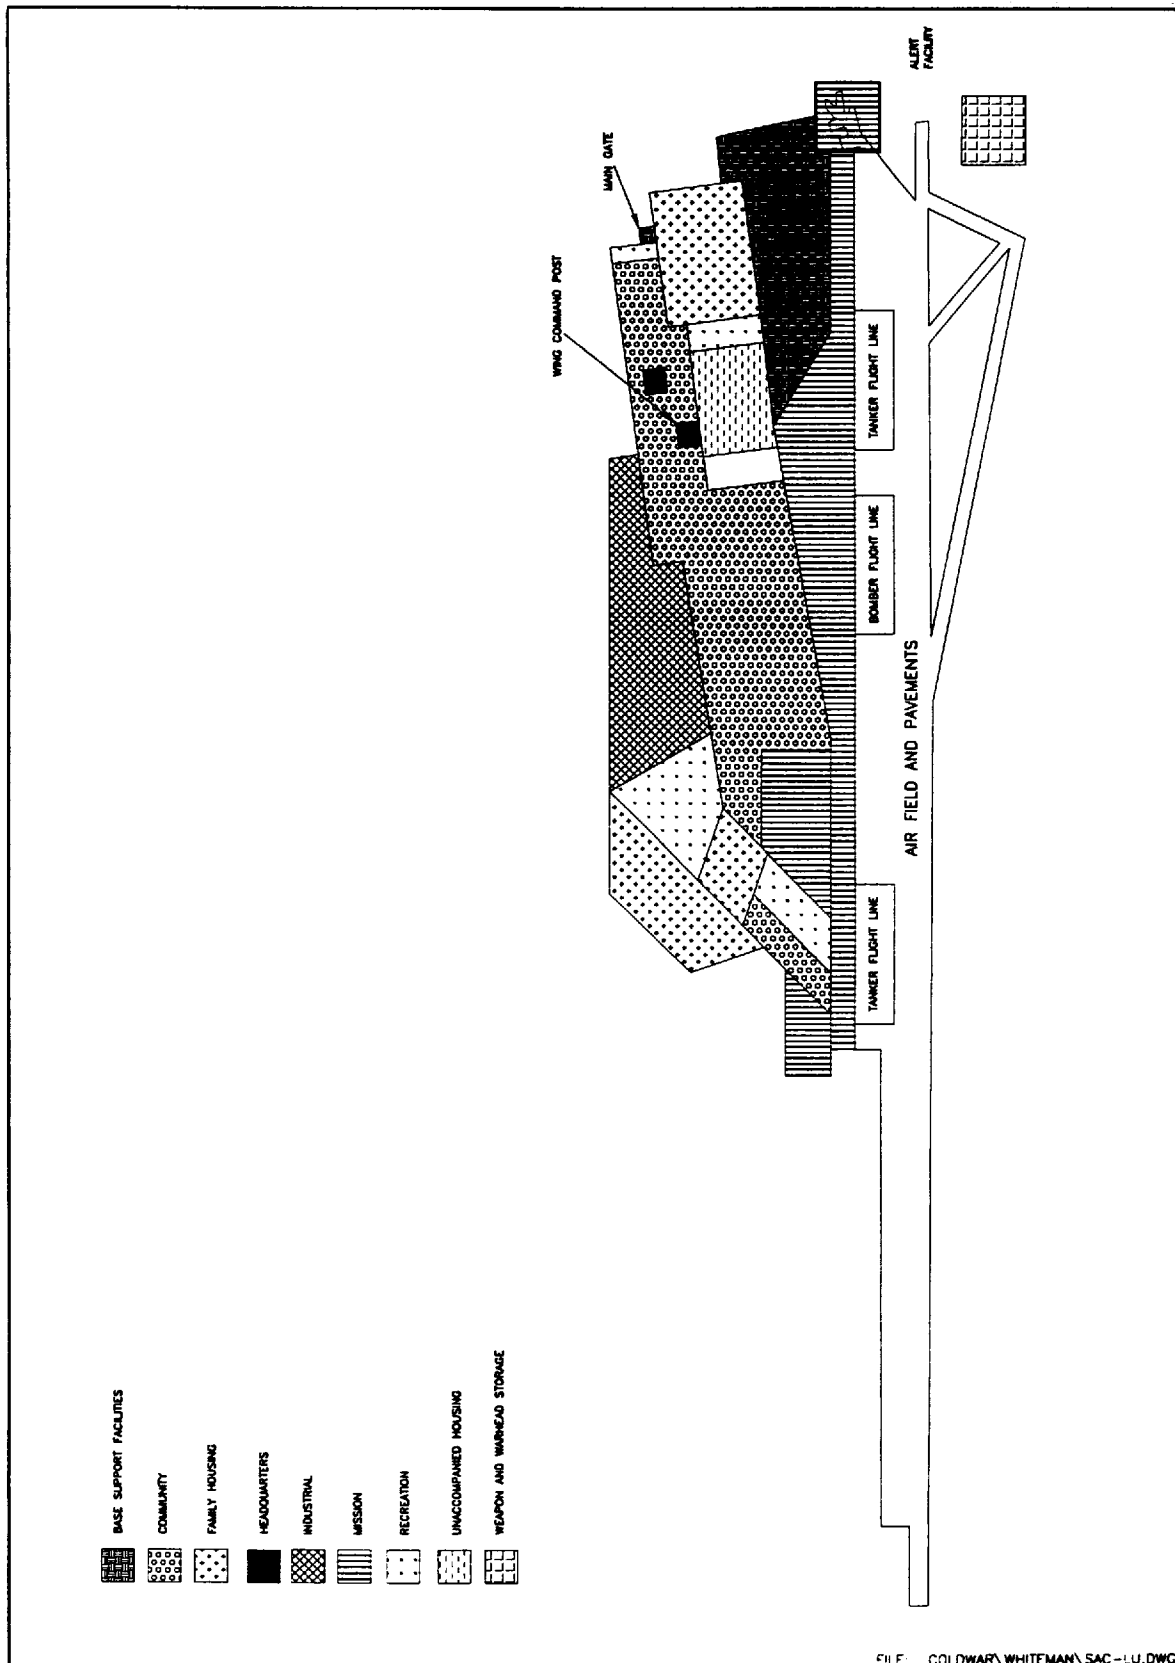 BASE SUPPORT FACILITIES
COMMUNITY
FAMILY HOUSING
HEADQUARTERS
INDUSTRIAL
MISSION
RECREATION
UNACCOMPANIED HOUSING
WEAPON AND WARHEAD STORAGE
WING COMMAND POST
MAIN GATE
TANKER FLIGHT LINE
BOMBER FLIGHT LINE
TANKER FLIGHT LINE
AIR FIELD AND PAVEMENTS
ALERT
FACILITY
FILE: COLDWAR\WHITEMAN\SAC-LU.DWG